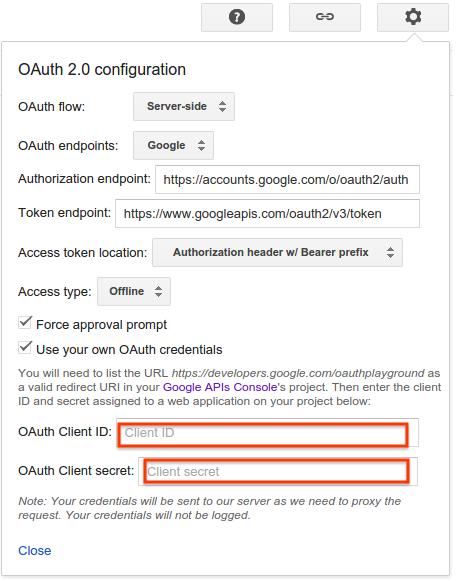 OAuth 2.0 configuration
OAuth flow: Server-side
OAuth endpoints: Google
Authorization endpoint: https://accounts.google.com/o/oauth2/auth
Token endpoint: https://www.googleapis.com/oauth2/v3/token
Access token location: Authorization header w/ Bearer prefix
Access type: Offline
Force approval prompt
Use your own OAuth credentials
You will need to list the URL https://developers.google.com/oauthplayground as
a valid redirect URI in your Google APIs Console's project. Then enter the client
ID and secret assigned to a web application on your project below:
OAuth Client ID: Client ID
OAuth Client secret: Client secret
Note: Your credentials will be sent to our server as we need to proxy the
request. Your credentials will not be logged.
Close